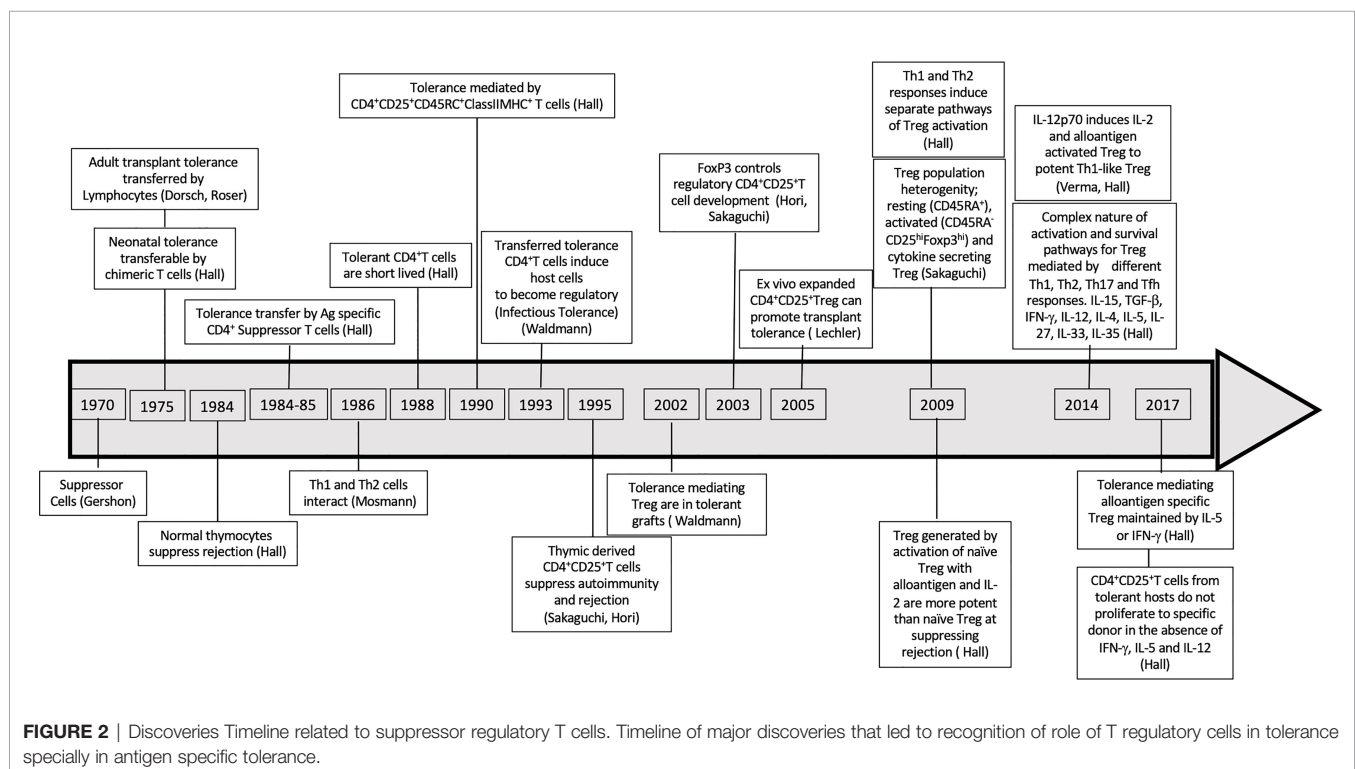 Tolerance mediated by
CD4⁺CD25⁺CD45RC⁺ClassIIMHC⁺ T cells (Hall)
Adult transplant tolerance
transferred by
Lymphocytes (Dorsch, Roser)
Neonatal tolerance
transferable by
chimeric T cells (Hall)
Tolerance transfer by Ag specific
CD4⁺ Suppressor T cells (Hall)
Tolerant CD4⁺T cells
are short lived (Hall)
Transferred tolerance
CD4⁺T cells induce
host cells
to become regulatory
(Infectious Tolerance)
(Waldmann)
FoxP3 controls
regulatory CD4⁺CD25⁺T
cell development (Hori,
Sakaguchi)
Ex vivo expanded
CD4⁺CD25⁺Treg can
promote transplant
tolerance ( Lechler)
Th1 and Th2
responses induce
separate pathways
of Treg activation
(Hall)
Treg population
heterogenity;
resting (CD45RA⁺),
activated (CD45RA⁻
CD25ʰⁱFoxp3ʰⁱ) and
cytokine secreting
Treg (Sakaguchi)
IL-12p70 induces IL-2
and alloantigen
activated Treg to
potent Th1-like Treg
(Verma, Hall)
Complex nature of
activation and survival
pathways for Treg
mediated by different
Th1, Th2, Th17 and Tfh
responses. IL-15, TGF-β,
IFN-γ, IL-12, IL-4, IL-5, IL-
27, IL-33, IL-35 (Hall)
1970 1975 1984 1984-85 1986 1988 1990 1993 1995 2002 2003 2005 2009 2014 2017
Suppressor
Cells (Gershon)
Normal thymocytes
suppress rejection (Hall)
Th1 and Th2 cells
interact (Mosmann)
Thymic derived
CD4⁺CD25⁺T cells
suppress autoimmunity
and rejection
(Sakaguchi, Hori)
Tolerance mediating
Treg are in tolerant
grafts ( Waldmann)
Treg generated by
activation of naïve
Treg with
alloantigen and IL-
2 are more potent
than naïve Treg at
suppressing
rejection ( Hall)
Tolerance mediating
alloantigen specific
Treg maintained by IL-5
or IFN-γ (Hall)
CD4⁺CD25⁺T cells from
tolerant hosts do not
proliferate to specific
donor in the absence of
IFN-γ, IL-5 and IL-12
(Hall)
FIGURE 2 | Discoveries Timeline related to suppressor regulatory T cells. Timeline of major discoveries that led to recognition of role of T regulatory cells in tolerance
specially in antigen specific tolerance.